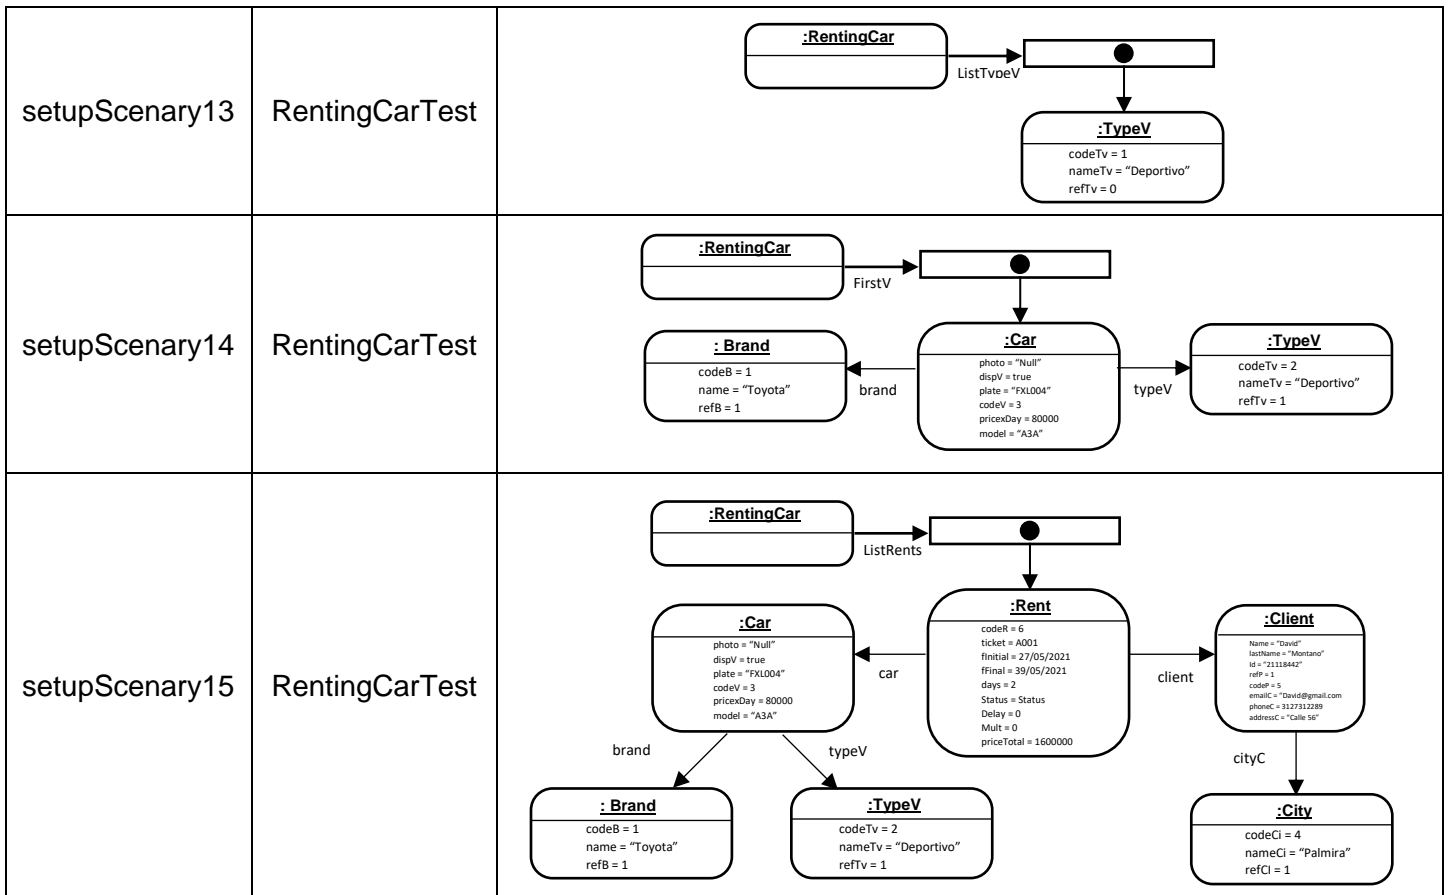 setupScenary13
RentingCarTest
:RentingCar
ListTypeV
:TypeV
codeTv = 1
nameTv = “Deportivo”
refTv = 0
setupScenary14
RentingCarTest
:RentingCar
FirstV
: Brand
codeB = 1
name = “Toyota”
refB = 1
brand
:Car
photo = “Null”
dispV = true
plate = “FXL004”
codeV = 3
pricexDay = 80000
model = “A3A”
typeV
:TypeV
codeTv = 2
nameTv = “Deportivo”
refTv = 1
setupScenary15
RentingCarTest
:RentingCar
ListRents
:Car
photo = “Null”
dispV = true
plate = “FXL004”
codeV = 3
pricexDay = 80000
model = “A3A”
car
:Rent
codeR = 6
ticket = A001
fInitial = 27/05/2021
fFinal = 39/05/2021
days = 2
Status = Status
Delay = 0
Mult = 0
priceTotal = 1600000
client
:Client
Name = “David”
lastName = “Montano”
Id = “21118442”
refP = 1
codeP = 5
emailC = “David@gmail.com
phoneC = 3127312289
addressC = “Calle 56”
brand
typeV
cityC
: Brand
codeB = 1
name = “Toyota”
refB = 1
:TypeV
codeTv = 2
nameTv = “Deportivo”
refTv = 1
:City
codeCi = 4
nameCi = “Palmira”
refCI = 1